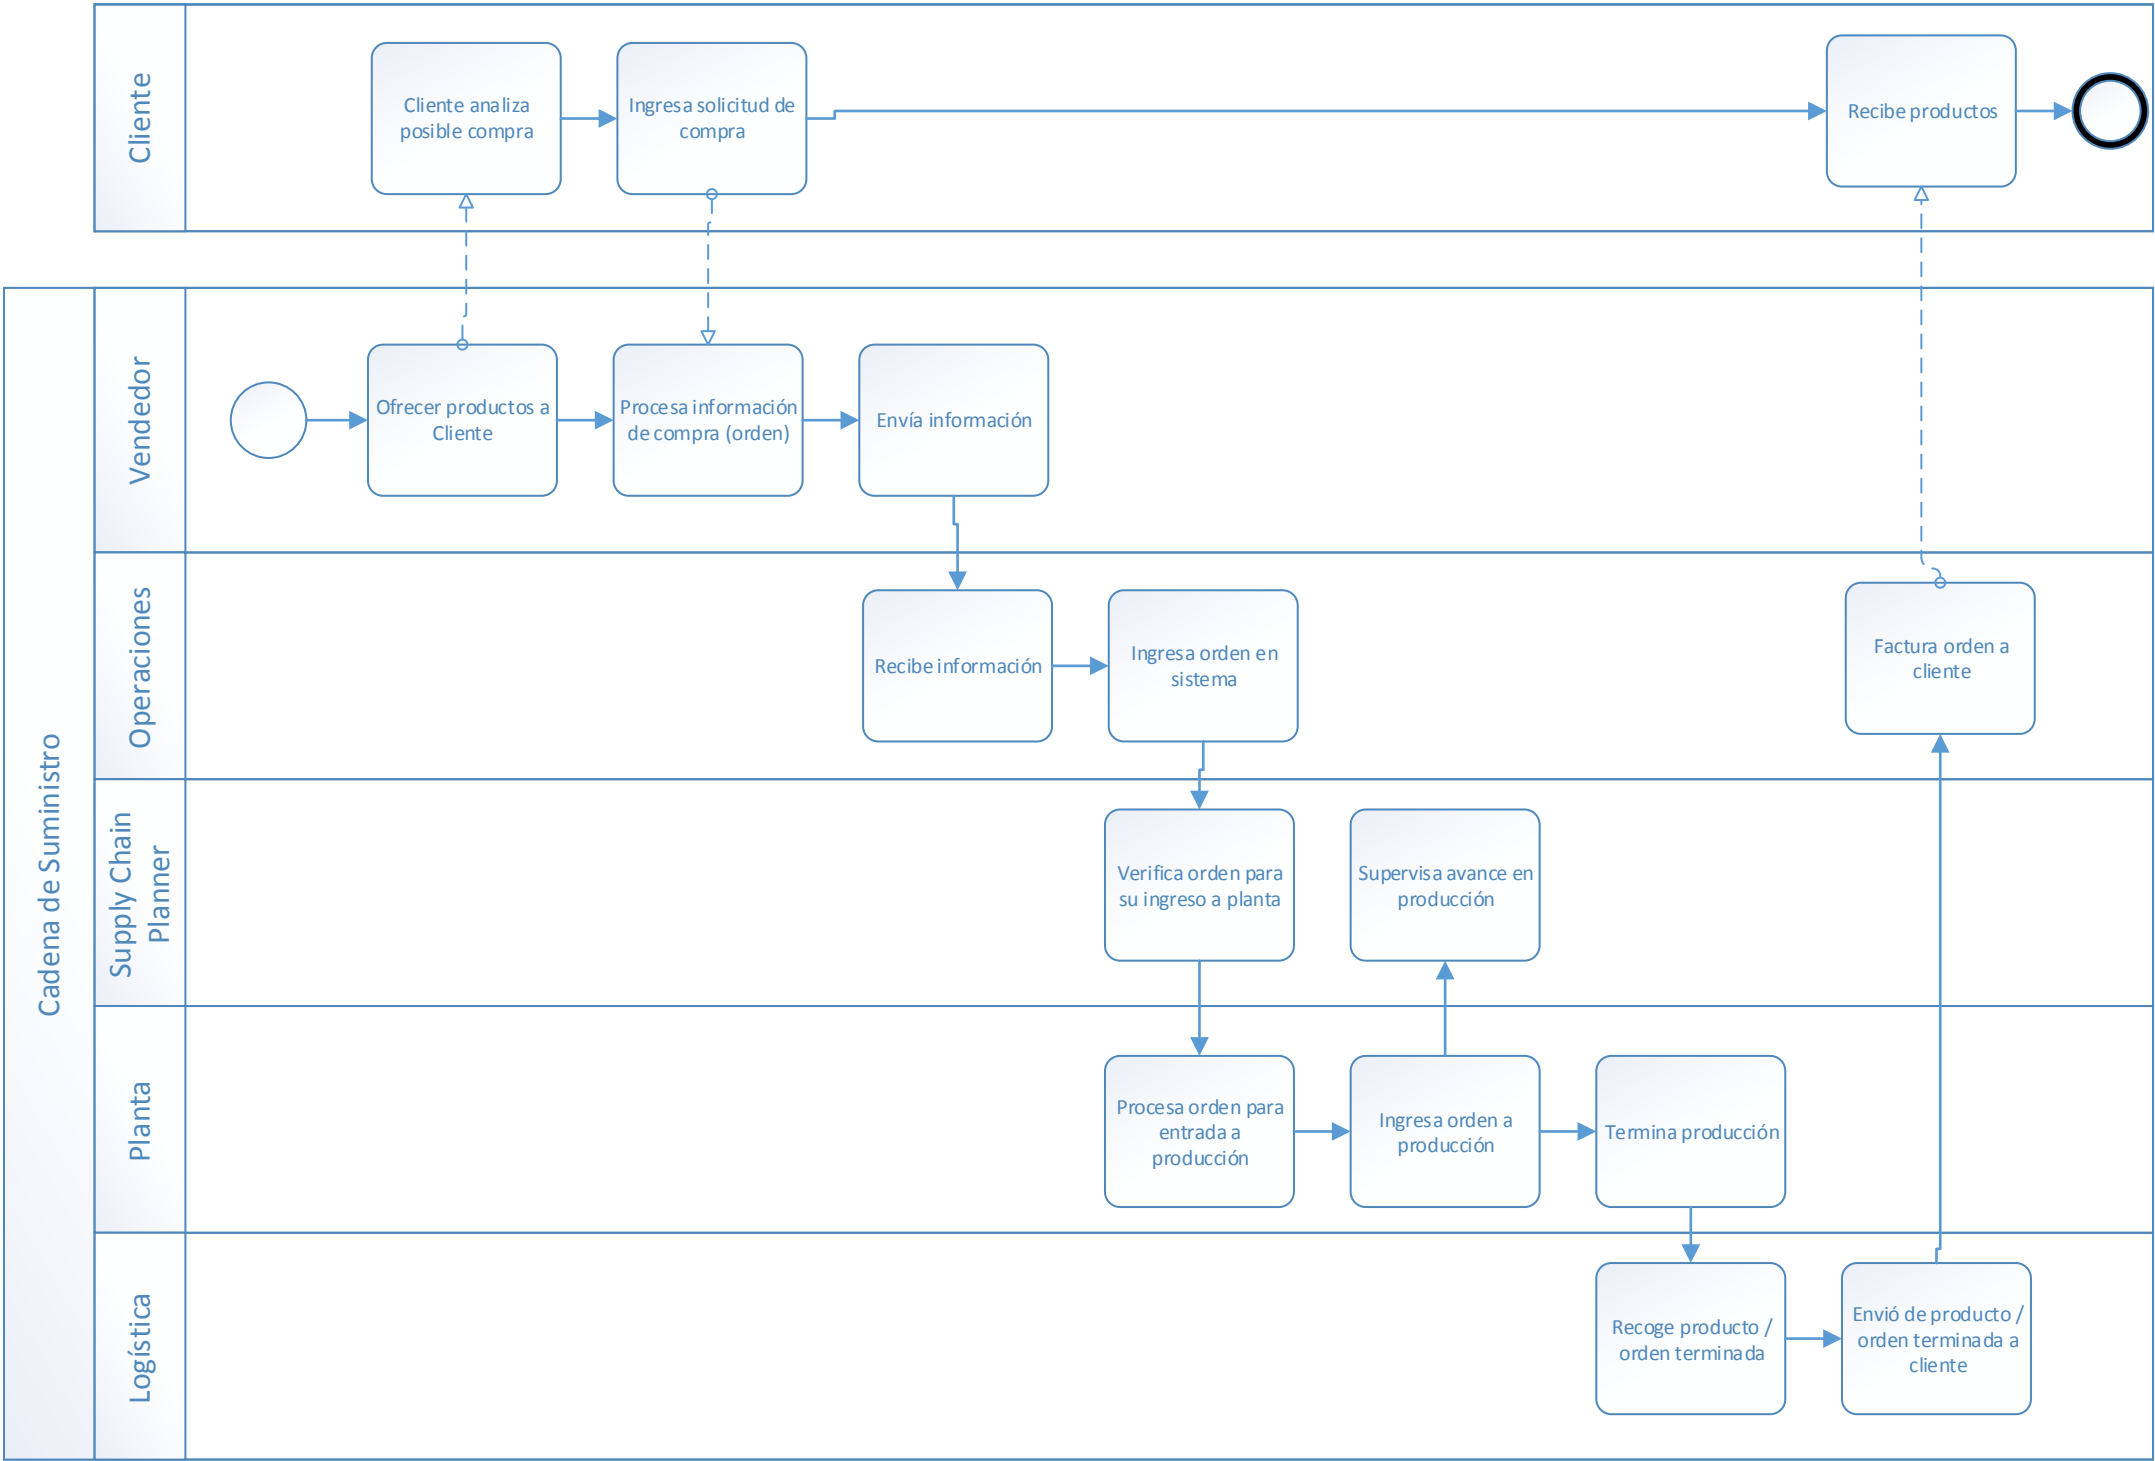 Cliente
Cliente analiza
posible compra
Ingresa solicitud de
compra
Recibe productos
Cadena de Suministro
Vendedor
Ofrecer productos a
Cliente
Procesa información
de compra (orden)
Envía información
Operaciones
Recibe información
Ingresa orden en
sistema
Factura orden a
cliente
Supply Chain
Planner
Verifica orden para
su ingreso a planta
Supervisa avance en
producción
Planta
Procesa orden para
entrada a
producción
Ingresa orden a
producción
Termina producción
Logística
Recoge producto /
orden terminada
Envió de producto /
orden terminada a
cliente